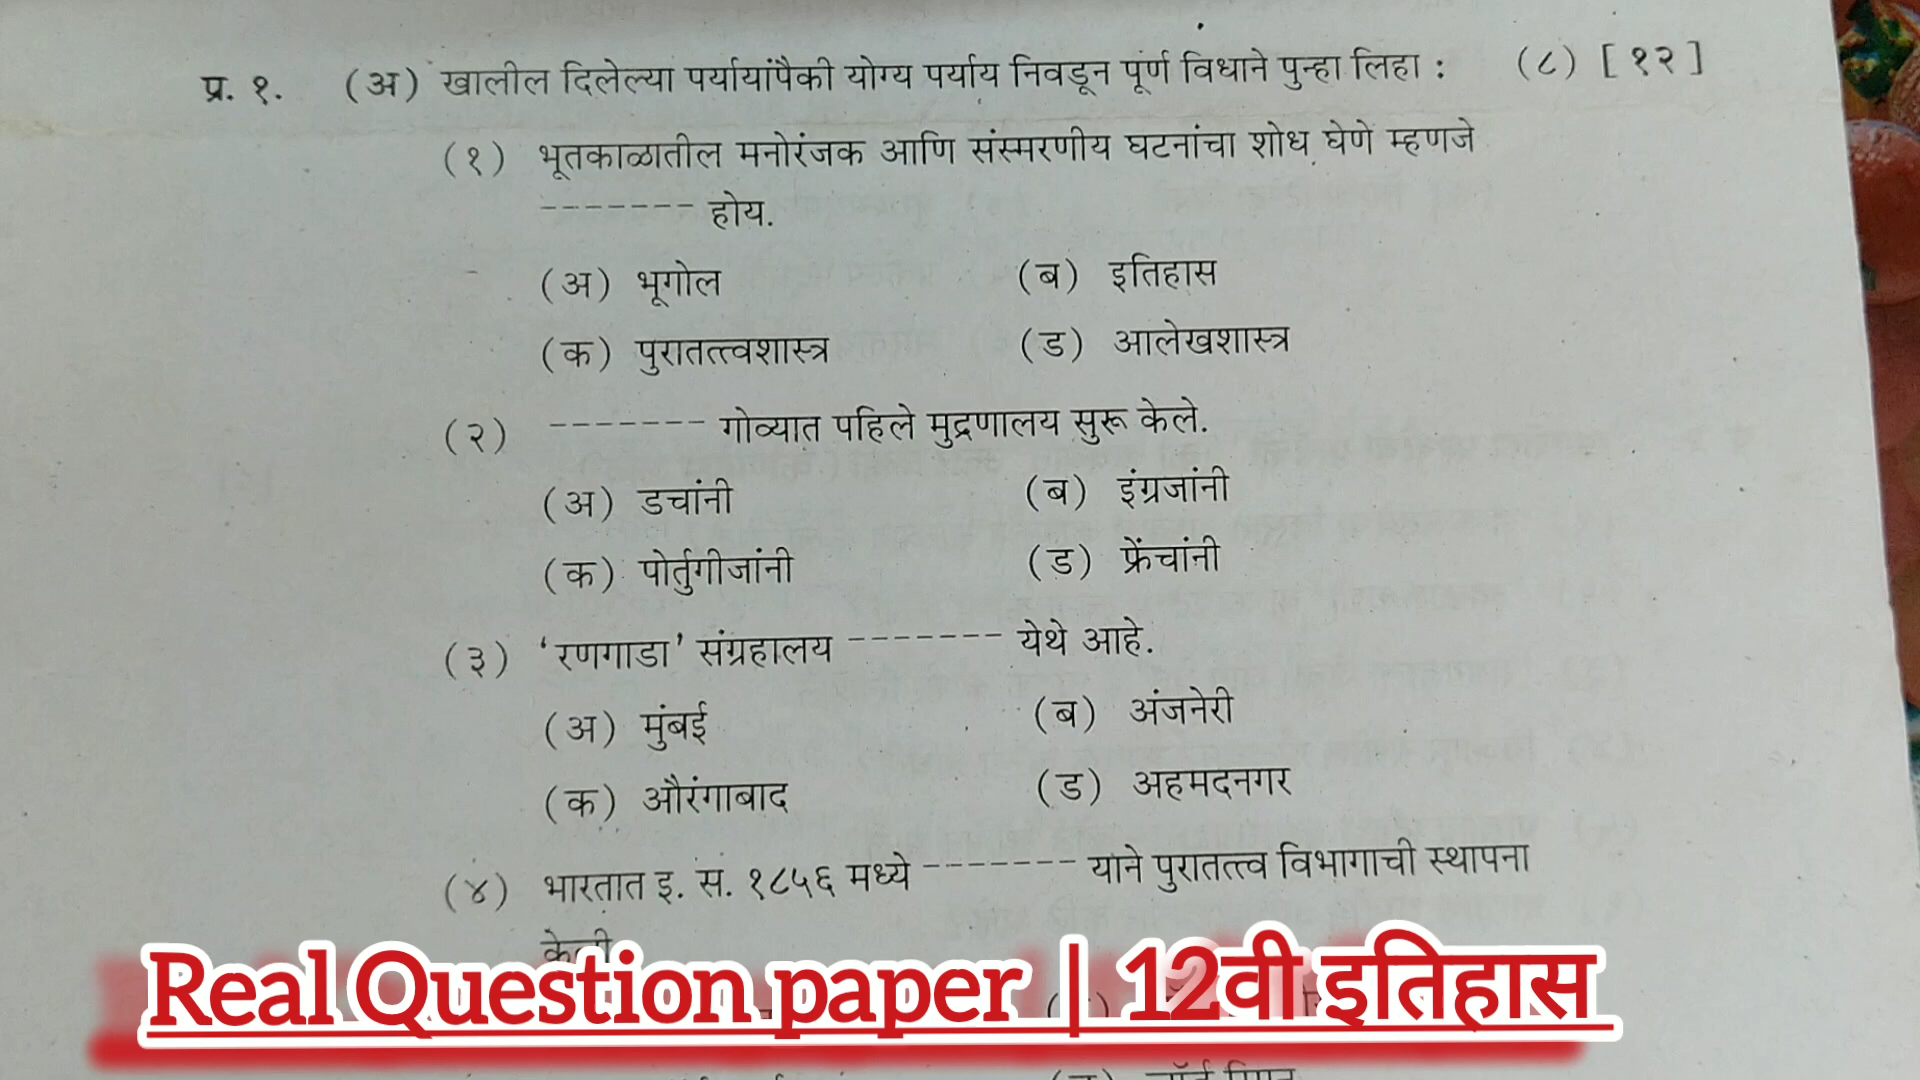 प्र. १. (अ) खालील दिलेल्या पर्यायांपैकी योग्य पर्याय निवडून पूर्ण विधाने पुन्हा लिहा : (८) [१२]
(१) भूतकाळातील मनोरंजक आणि संस्मरणीय घटनांचा शोध घेणे म्हणजे
------- होय.
(अ) भूगोल (ब) इतिहास
(क) पुरातत्त्वशास्त्र (ड) आलेखशास्त्र
(२) ------- गोव्यात पहिले मुद्रणालय सुरू केले.
(अ) डचांनी (ब) इंग्रजांनी
(क) पोर्तुगीजांनी (ड) फ्रेंचांनी
(३) ‘रणगाडा’ संग्रहालय ------- येथे आहे.
(अ) मुंबई (ब) अंजनेरी
(क) औरंगाबाद (ड) अहमदनगर
(४) भारतात इ. स. १८५६ मध्ये ------- याने पुरातत्त्व विभागाची स्थापना
Real Question paper | 12वी इतिहास